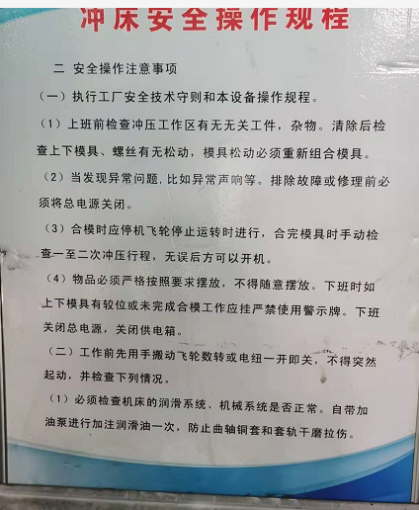 冲床安全操作规程
二 安全操作注意事项
（一）执行工厂安全技术守则和本设备操作规程。
（1）上班前检查冲压工作区有无无关工件，杂物。清除后检
查上下模具、螺丝有无松动，模具松动必须重新组合模具。
（2）当发现异常问题,比如异常声响等。排除故障或修理前必
须将总电源关闭。
（3）合模时应停机飞轮停止运转时进行，合完模具时手动检
查一至二次冲压行程，无误后方可以开机。
（4）物品必须严格按照要求摆放，不得随意摆放。下班时如
上下模具有较位或未完成合模工作应挂严禁使用警示牌。下班
关闭总电源，关闭供电箱。
（二）工作前先用手搬动飞轮数转或电纽一开即关，不得突然
起动，并检查下列情况。
（1）必须检查机床的润滑系统、机械系统是否正常。自带加
油泵进行加注润滑油一次，防止曲轴铜套和套轨干磨拉伤。